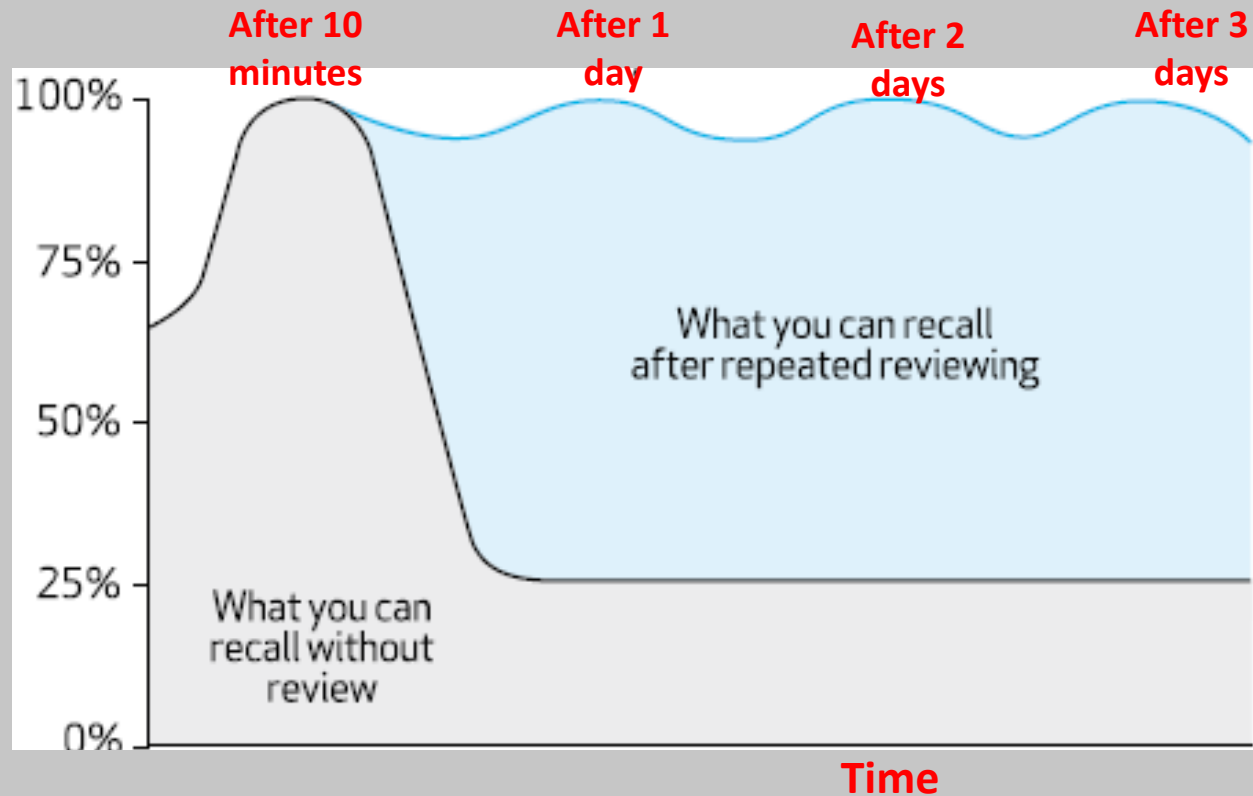 After 10
minutes
After 1
day
After 2
days
After 3
days
100%
75%
50%
25%
0%
What you can recall
after repeated reviewing
What you can
recall without
review
Time